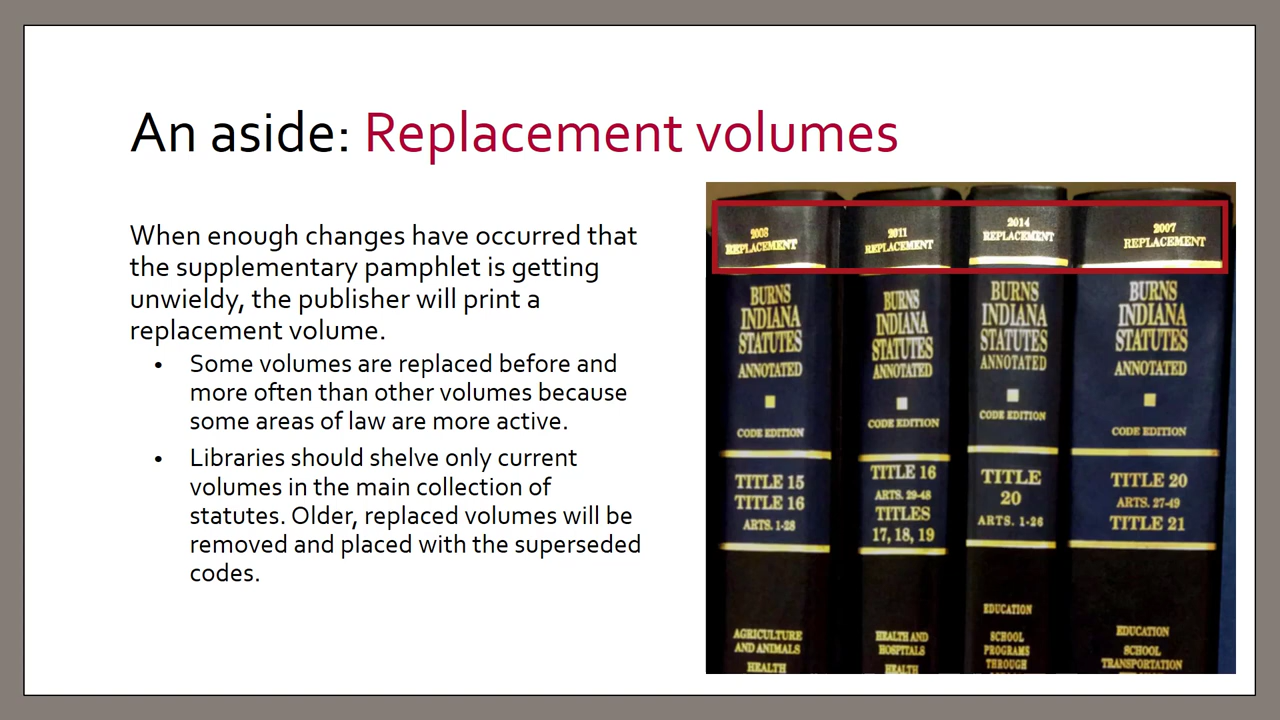 An aside: Replacement volumes
When enough changes have occurred that
the supplementary pamphlet is getting
unwieldy, the publisher will print a
replacement volume.
• Some volumes are replaced before and
more often than other volumes because
some areas of law are more active.
• Libraries should shelve only current
volumes in the main collection of
statutes. Older, replaced volumes will be
removed and placed with the superseded
codes.
2008
REPLACEMENT
BURNS
INDIANA
STATUTES
ANNOTATED
CODE EDITION
TITLE 15
TITLE 16
ARTS. 1-28
AGRICULTURE
AND ANIMALS
HEALTH
2011
REPLACEMENT
BURNS
INDIANA
STATUTES
ANNOTATED
CODE EDITION
TITLE 16
ARTS. 29-48
TITLES
17, 18, 19
HEALTH AND
HOSPITALS
HEALTH
2014
REPLACEMENT
BURNS
INDIANA
STATUTES
ANNOTATED
CODE EDITION
TITLE
20
ARTS. 1-26
EDUCATION
SCHOOL
PROGRAMS
THROUGH
2007
REPLACEMENT
BURNS
INDIANA
STATUTES
ANNOTATED
CODE EDITION
TITLE 20
ARTS. 27-49
TITLE 21
EDUCATION
SCHOOL
TRANSPORTATION